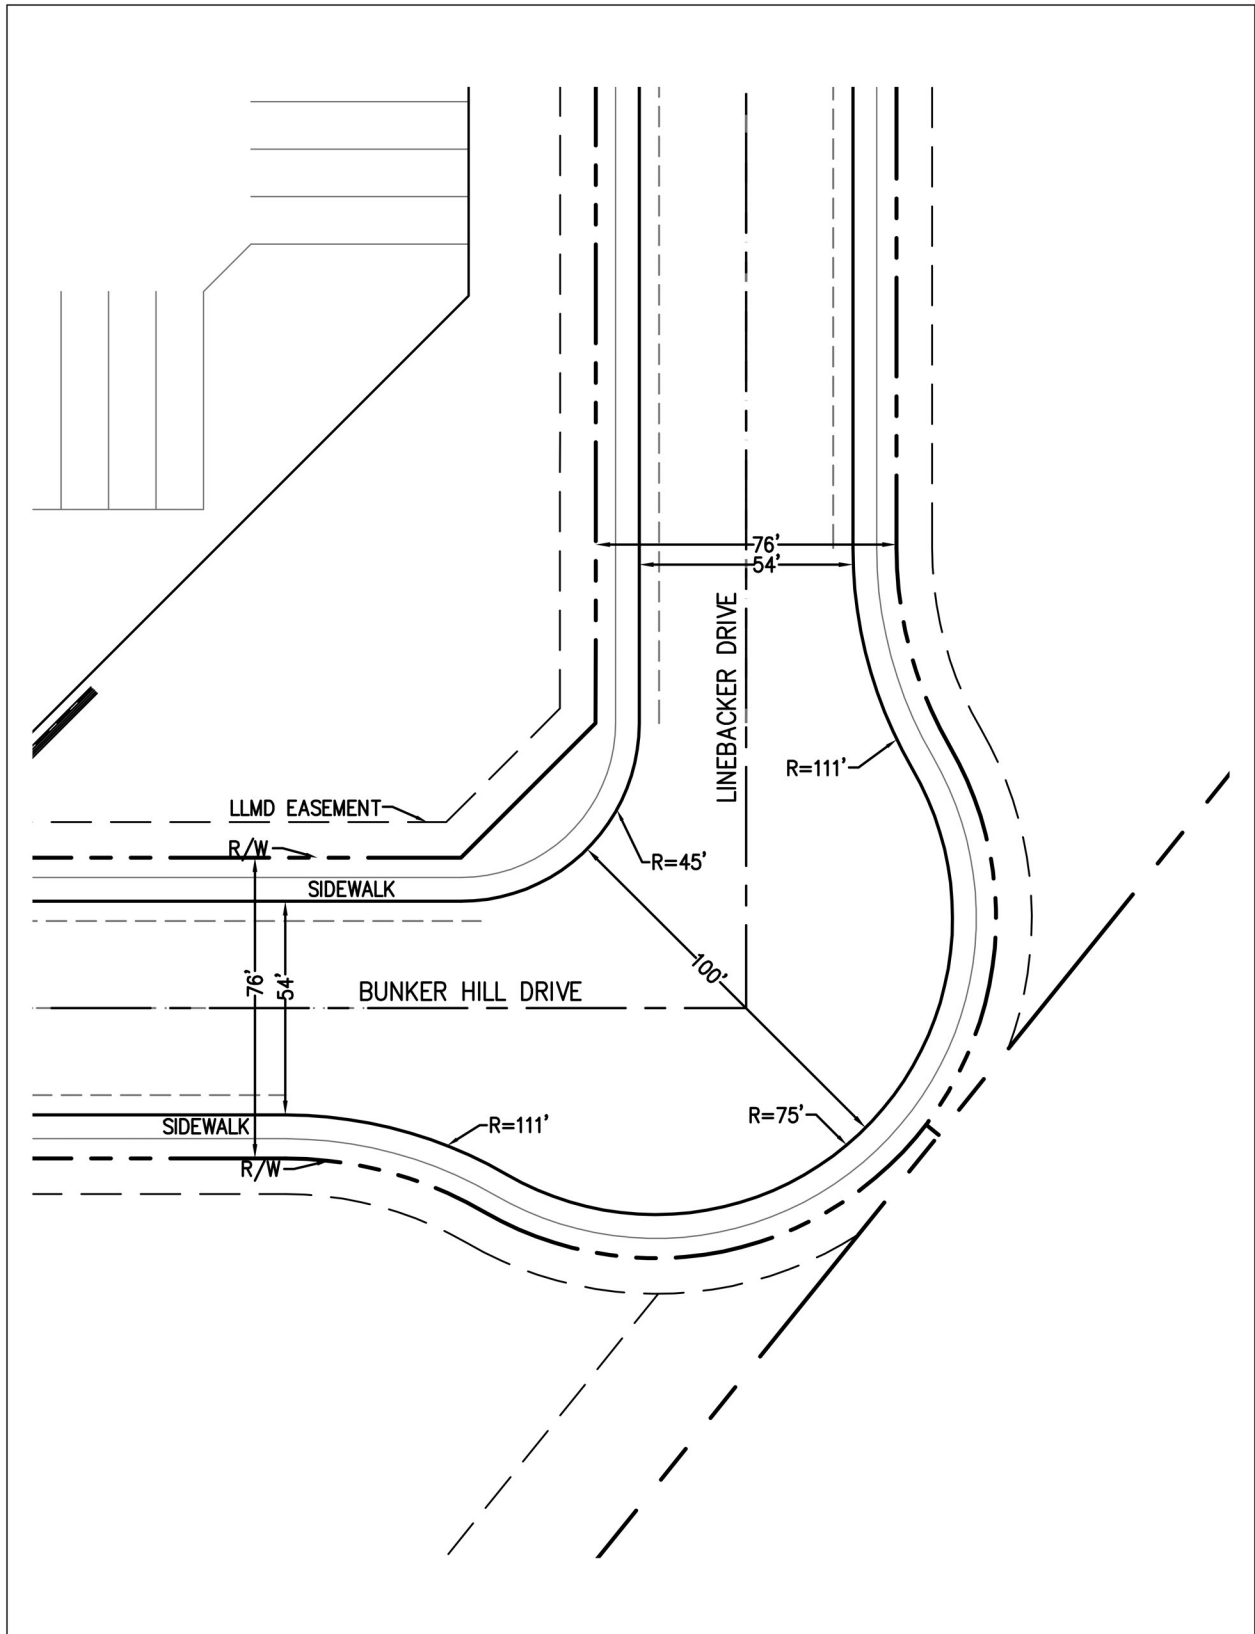 76'
54'
LINEBACKER DRIVE
R=111'
LLMD EASEMENT
R/W
R=45'
SIDEWALK
100'
76'
54'
BUNKER HILL DRIVE
SIDEWALK
R=111'
R=75'
R/W